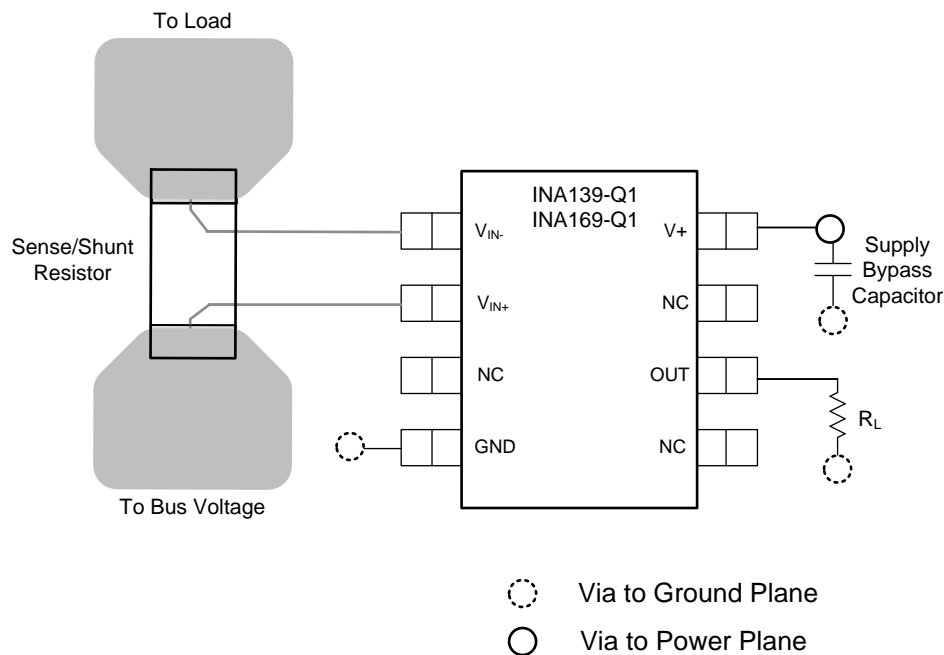 To Load
Sense/Shunt
Resistor
To Bus Voltage
INA139-Q1
INA169-Q1
VIN-
VIN+
NC
GND
V+
NC
OUT
NC
Supply
Bypass
Capacitor
RL
Via to Ground Plane
Via to Power Plane